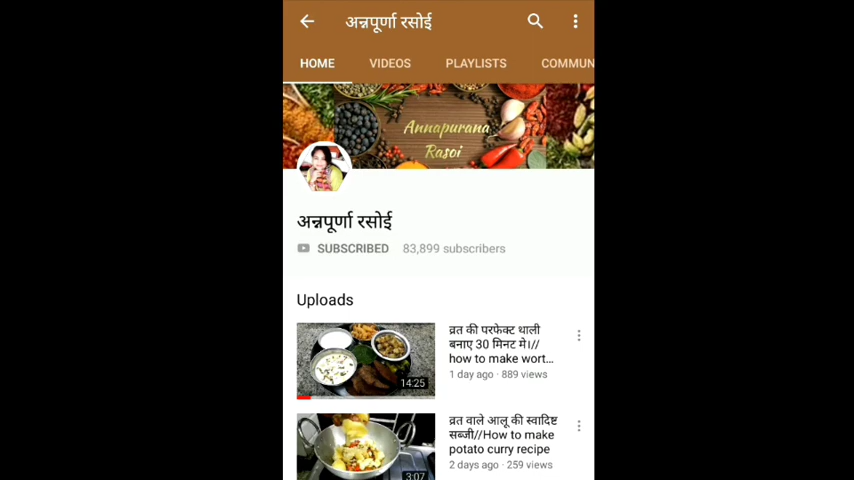 अन्नपूर्णा रसोई
HOME VIDEOS PLAYLISTS COMMUN
Annapurana
Rasoi
अन्नपूर्णा रसोई
SUBSCRIBED 83,899 subscribers
Uploads
व्रत की परफेक्ट थाली
बनाए 30 मिनट मे।//
how to make wort...
1 day ago · 889 views
14:25
व्रत वाले आलू की स्वादिष्ट
सब्जी//How to make
potato curry recipe
2 days ago · 259 views
3:07